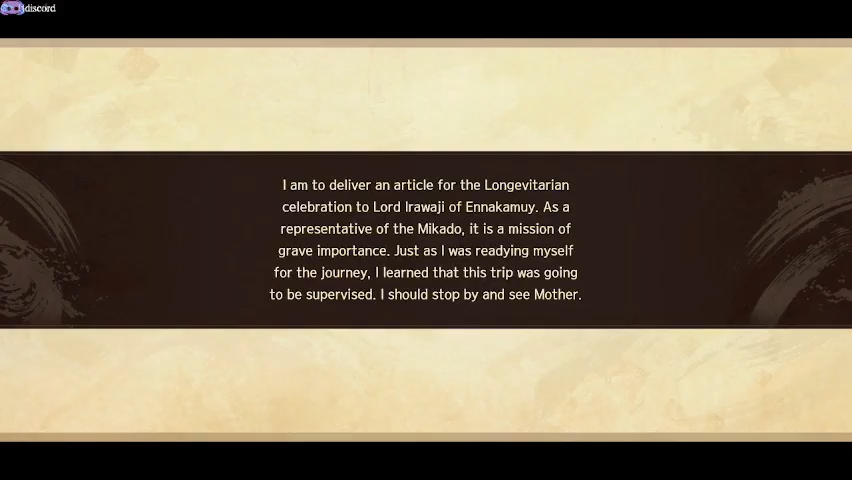 discord
I am to deliver an article for the Longevitarian
celebration to Lord Irawaji of Ennakamuy. As a
representative of the Mikado, it is a mission of
grave importance. Just as I was readying myself
for the journey, I learned that this trip was going
to be supervised. I should stop by and see Mother.